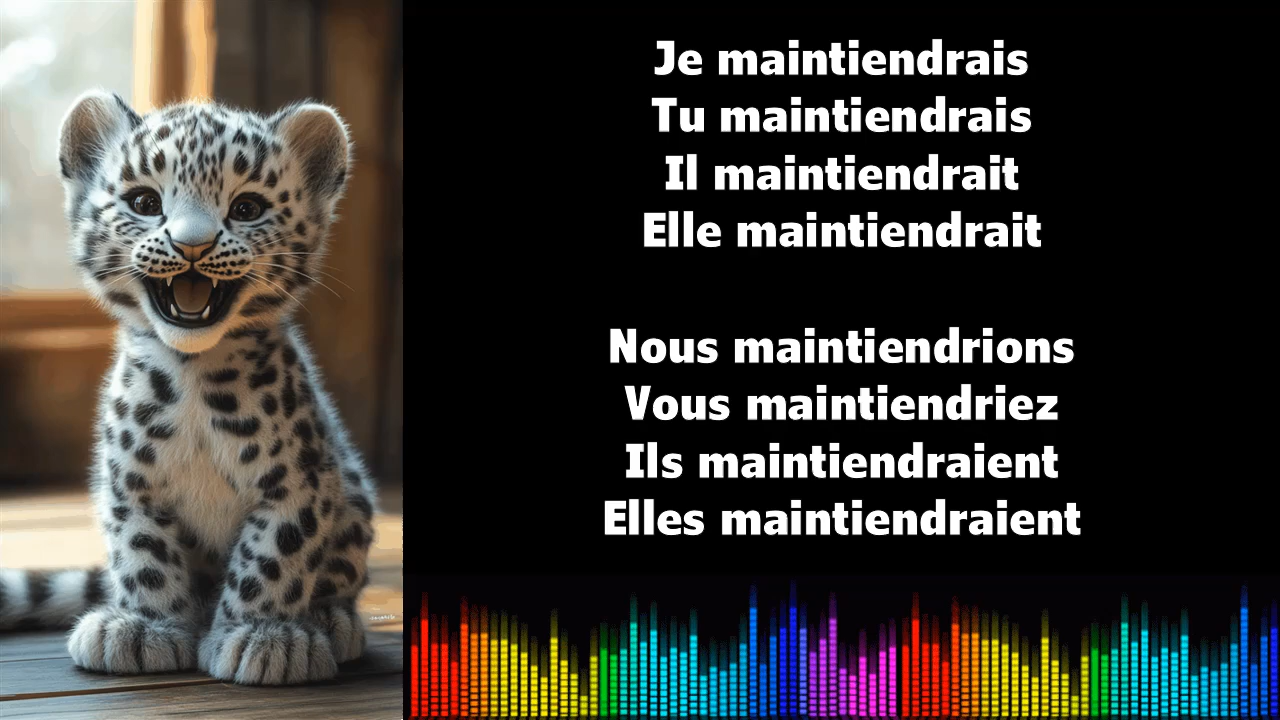 Je maintiendrais
Tu maintiendrais
Il maintiendrait
Elle maintiendrait
Nous maintiendrions
Vous maintiendriez
Ils maintiendraient
Elles maintiendraient